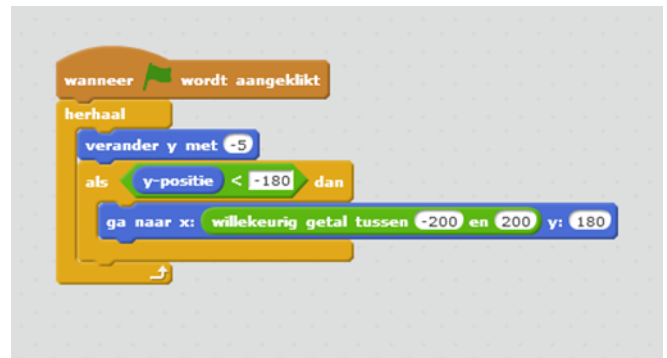 wanneer wordt aangeklikt
herhaal
verander y met -5
als y-positie < -180 dan
ga naar x: willekeurig getal tussen -200 en 200 y: 180